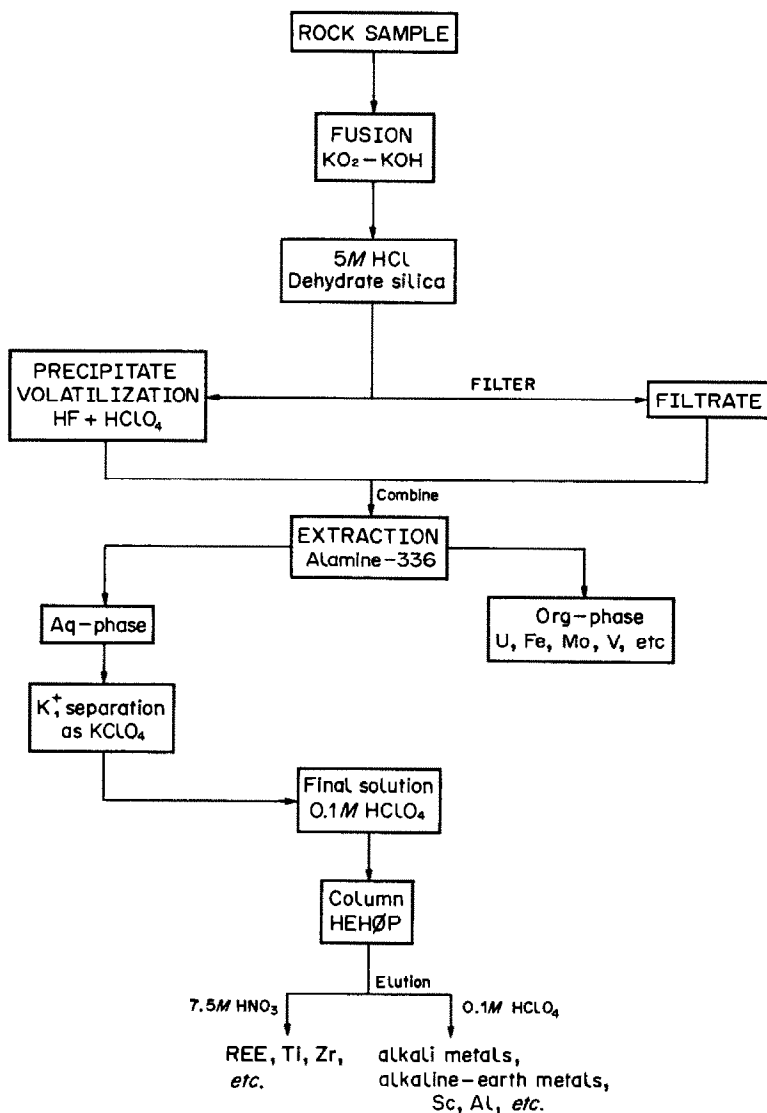 ROCK SAMPLE
FUSION
KO₂–KOH
5M HCl
Dehydrate silica
PRECIPITATE
VOLATILIZATION
HF + HClO₄
FILTER
FILTRATE
Combine
EXTRACTION
Alamine–336
Aq–phase
Org–phase
U, Fe, Mo, V, etc
K⁺, separation
as KClO₄
Final solution
0.1M HClO₄
Column
HEHØP
Elution
7.5M HNO₃
0.1M HClO₄
REE, Ti, Zr,
etc.
alkali metals,
alkaline–earth metals,
Sc, Al, etc.